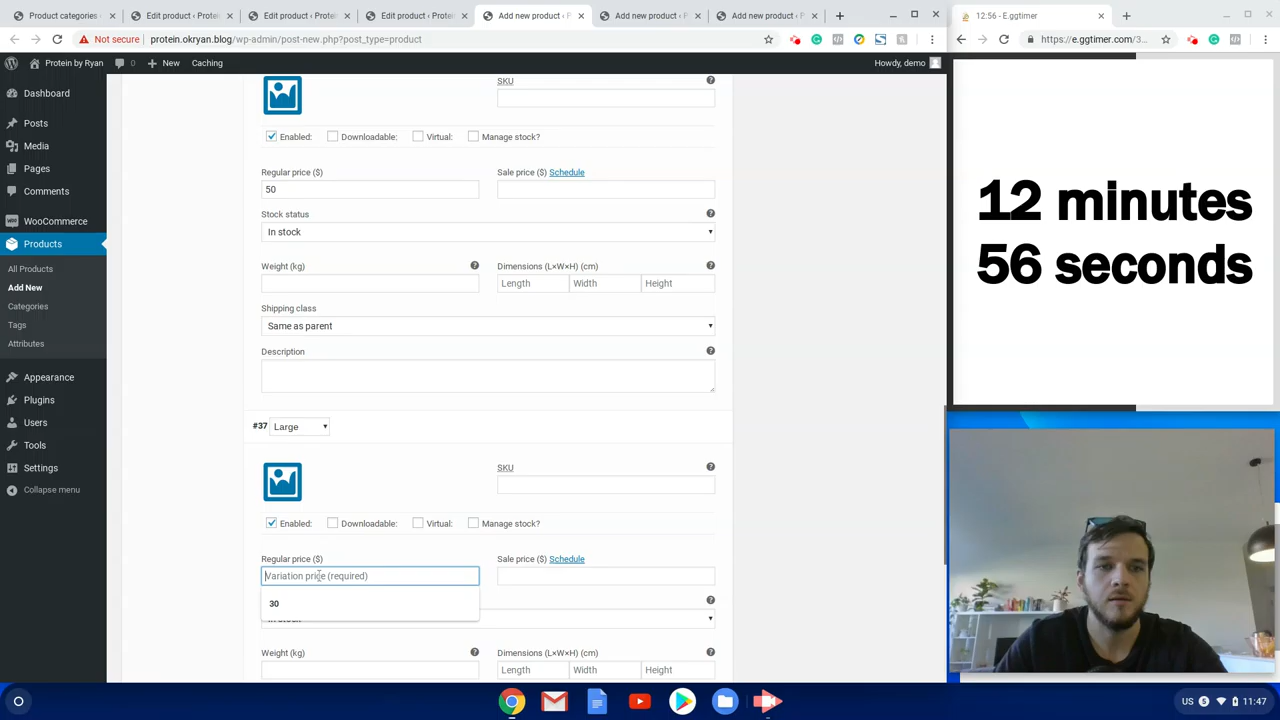 Product categories ‹
Edit product ‹ Prote
Edit product ‹ Prote
Edit product ‹ Prote
Add new product ‹ P
Add new product ‹ P
Add new product ‹ P
12:56 - E.ggtimer
Not secure
protein.okryan.blog/wp-admin/post-new.php?post_type=product
https://e.ggtimer.com/3...
Protein by Ryan
New
Caching
Howdy, demo
Dashboard
Posts
Media
Pages
Comments
WooCommerce
Products
All Products
Add New
Categories
Tags
Attributes
Appearance
Plugins
Users
Tools
Settings
Collapse menu
SKU
Enabled:
Downloadable:
Virtual:
Manage stock?
Regular price ($)
Sale price ($) Schedule
50
Stock status
In stock
Weight (kg)
Dimensions (L×W×H) (cm)
Length
Width
Height
Shipping class
Same as parent
Description
#37
Large
SKU
Enabled:
Downloadable:
Virtual:
Manage stock?
Regular price ($)
Sale price ($) Schedule
Variation price (required)
30
In stock
Weight (kg)
Dimensions (L×W×H) (cm)
Length
Width
Height
12 minutes
56 seconds
US
11:47